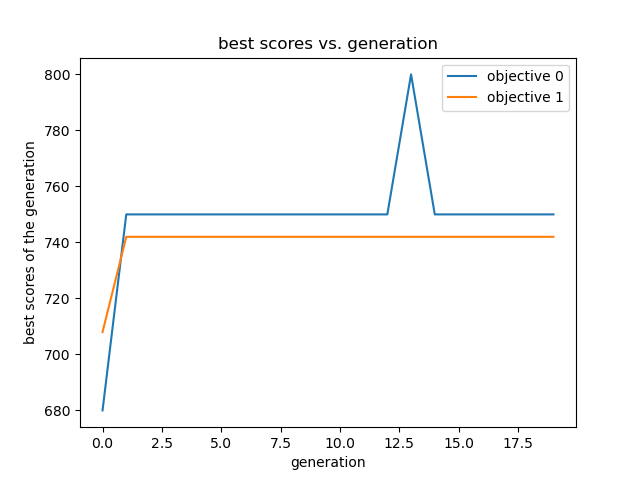 best scores vs. generation
objective 0
objective 1
best scores of the generation
800
780
760
740
720
700
680
0.0 2.5 5.0 7.5 10.0 12.5 15.0 17.5
generation